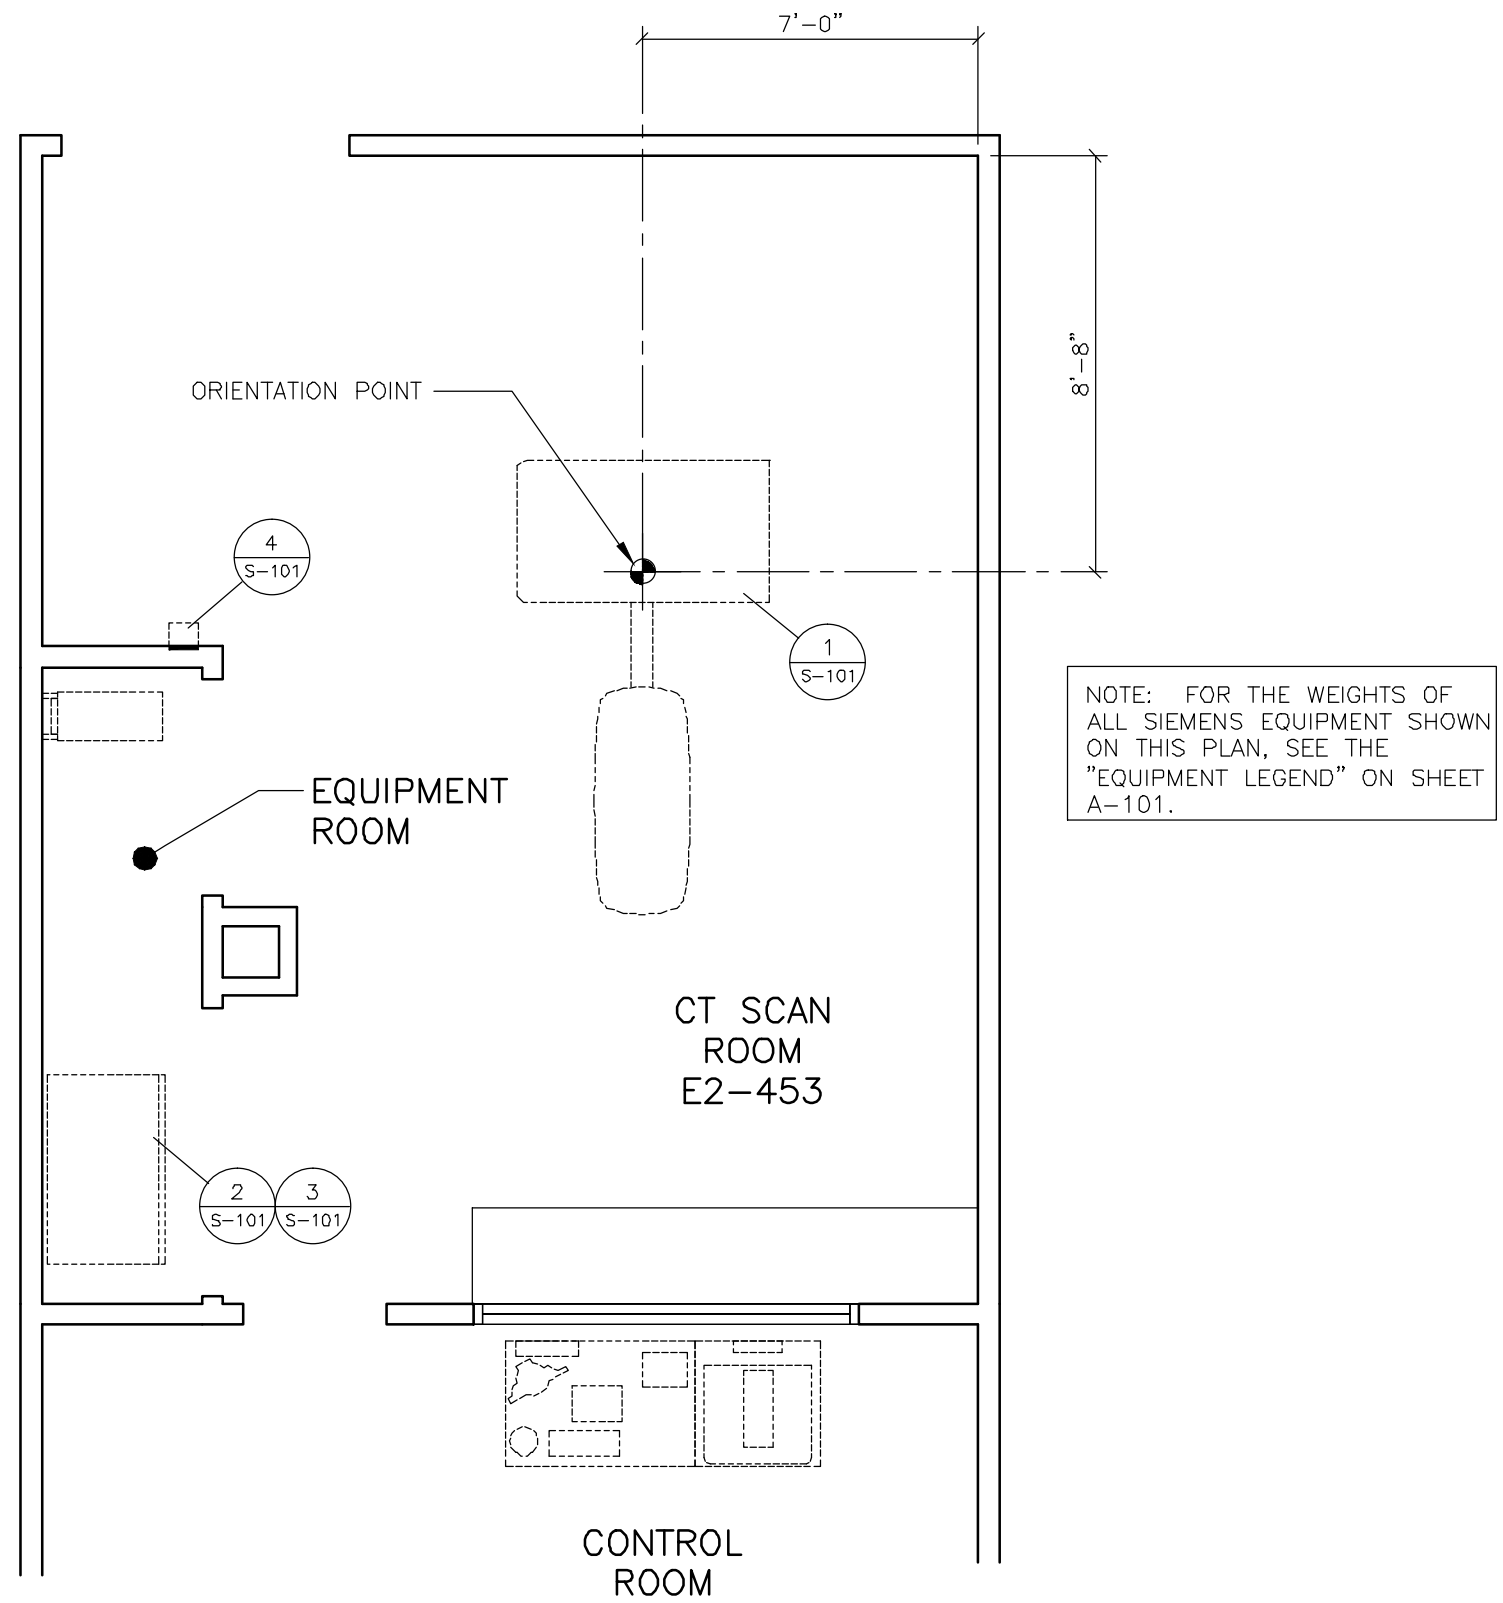 7'-0"
8'-8"
ORIENTATION POINT
4
S-101
1
S-101
NOTE: FOR THE WEIGHTS OF
ALL SIEMENS EQUIPMENT SHOWN
ON THIS PLAN, SEE THE
"EQUIPMENT LEGEND" ON SHEET
A-101.
EQUIPMENT
ROOM
CT SCAN
ROOM
E2-453
2
S-101
3
S-101
CONTROL
ROOM